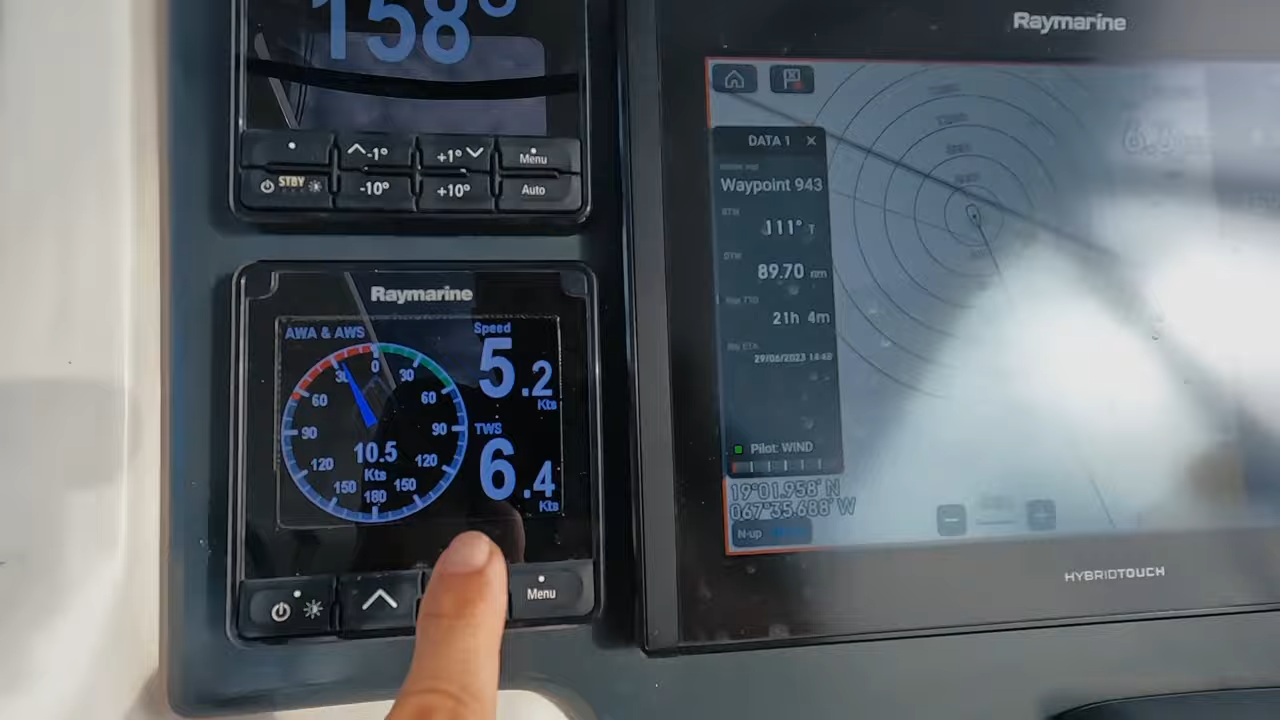 158°
-1°
+1°
Menu
STBY
-10°
+10°
Auto
Raymarine
AWA & AWS
0
30
30
60
60
90
90
120
120
150
150
180
10.5
Kts
Speed
5.2
Kts
TWS
6.4
Kts
Menu
Raymarine
DATA 1
Waypoint 943
BTW
111° T
DTW
89.70 nm
21h 4m
29/06/2023 14:48
Pilot: WIND
19°01.958' N
067°35.688' W
N-up
HYBRIDTOUCH